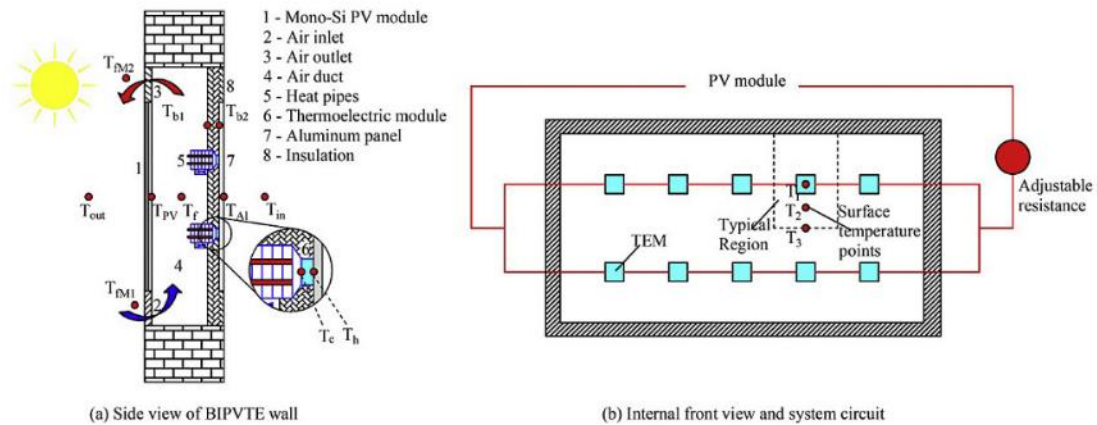 1 - Mono-Si PV module
2 - Air inlet
3 - Air outlet
4 - Air duct
5 - Heat pipes
6 - Thermoelectric module
7 - Aluminum panel
8 - Insulation
TfM2
3
8
Tb1
Tb2
5
7
1
Tout
TPV
Tf
TAl
Tin
6
4
TfM1
2
Tc Th
(a) Side view of BIPVTE wall
PV module
Adjustable
resistance
T1
T2
T3
Typical
Region
Surface
temperature
points
TEM
(b) Internal front view and system circuit